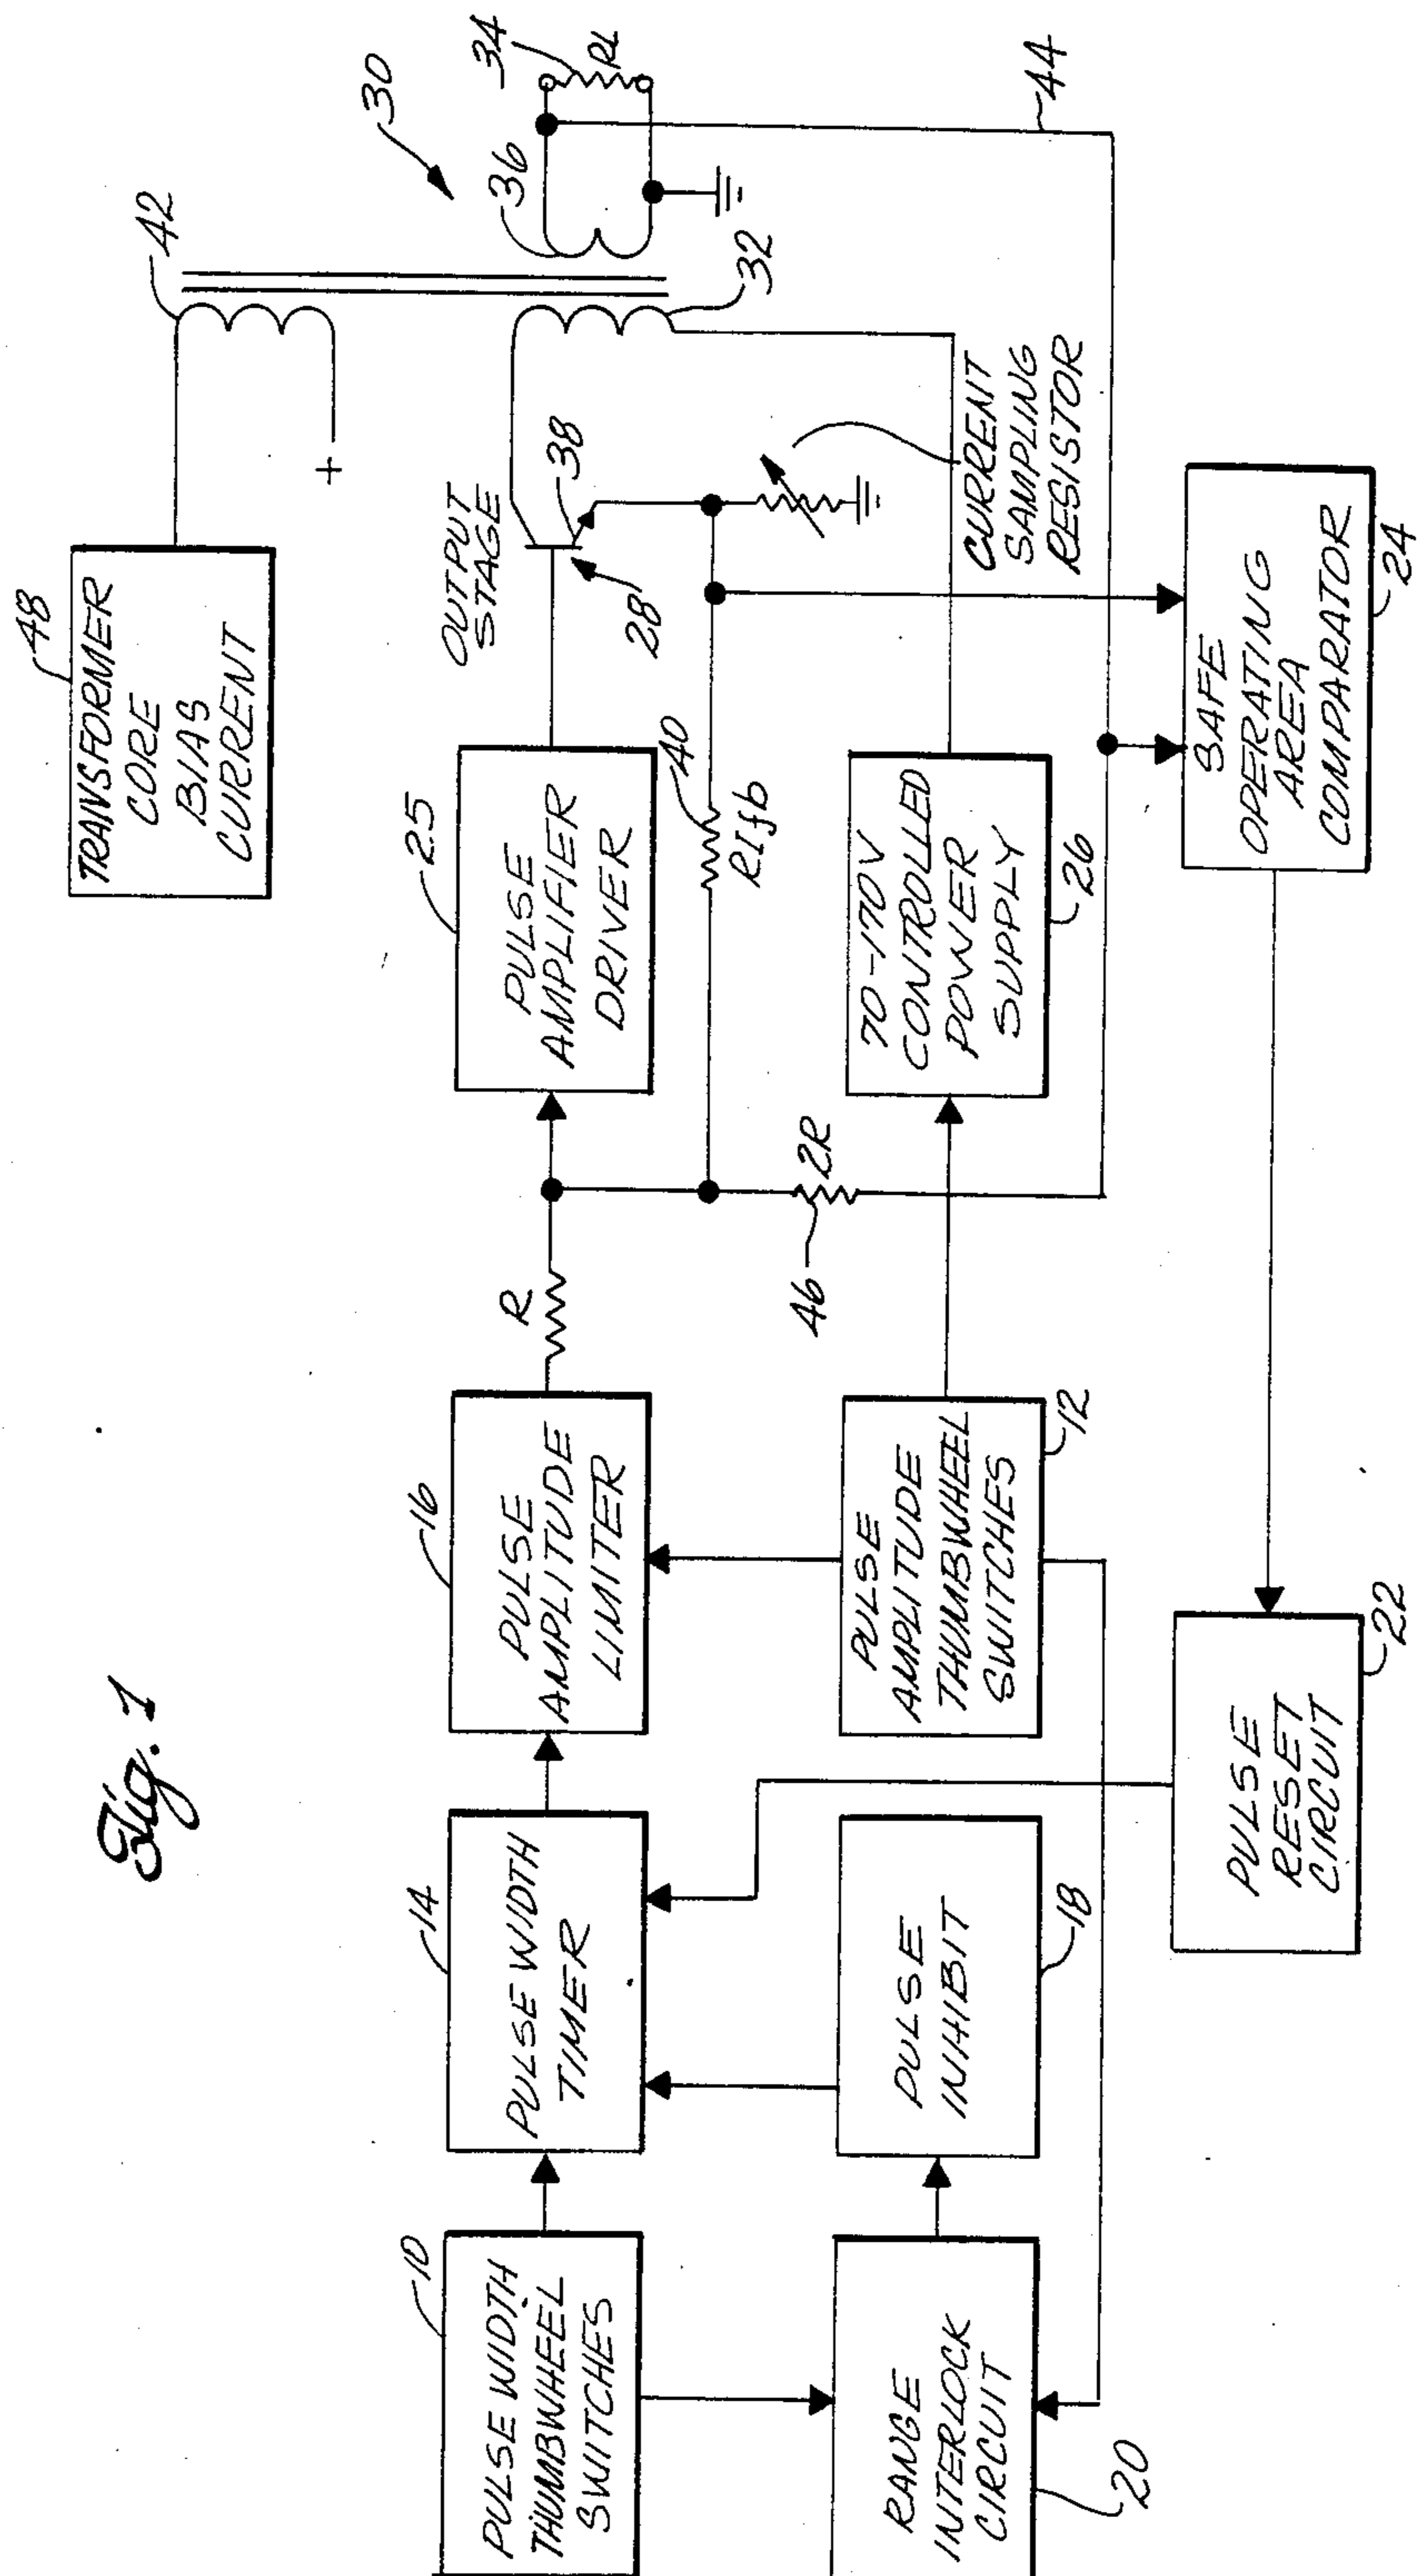 Fig. 1
48
TRANSFORMER
CORE
BIAS
CURRENT
42
+
30
34
RL
36
32
44
OUTPUT
STAGE
38
28
CURRENT
SAMPLING
RESISTOR
10
PULSE WIDTH
THUMBWHEEL
SWITCHES
14
PULSE WIDTH
TIMER
16
PULSE
AMPLITUDE
LIMITER
R
25
PULSE
AMPLIFIER
DRIVER
40
RIfb
46
2R
RANGE
INTERLOCK
CIRCUIT
20
PULSE
INHIBIT
18
PULSE
AMPLITUDE
THUMBWHEEL
SWITCHES
12
70-170V
CONTROLLED
POWER
SUPPLY
26
PULSE
RESET
CIRCUIT
22
SAFE
OPERATING
AREA
COMPARATOR
24